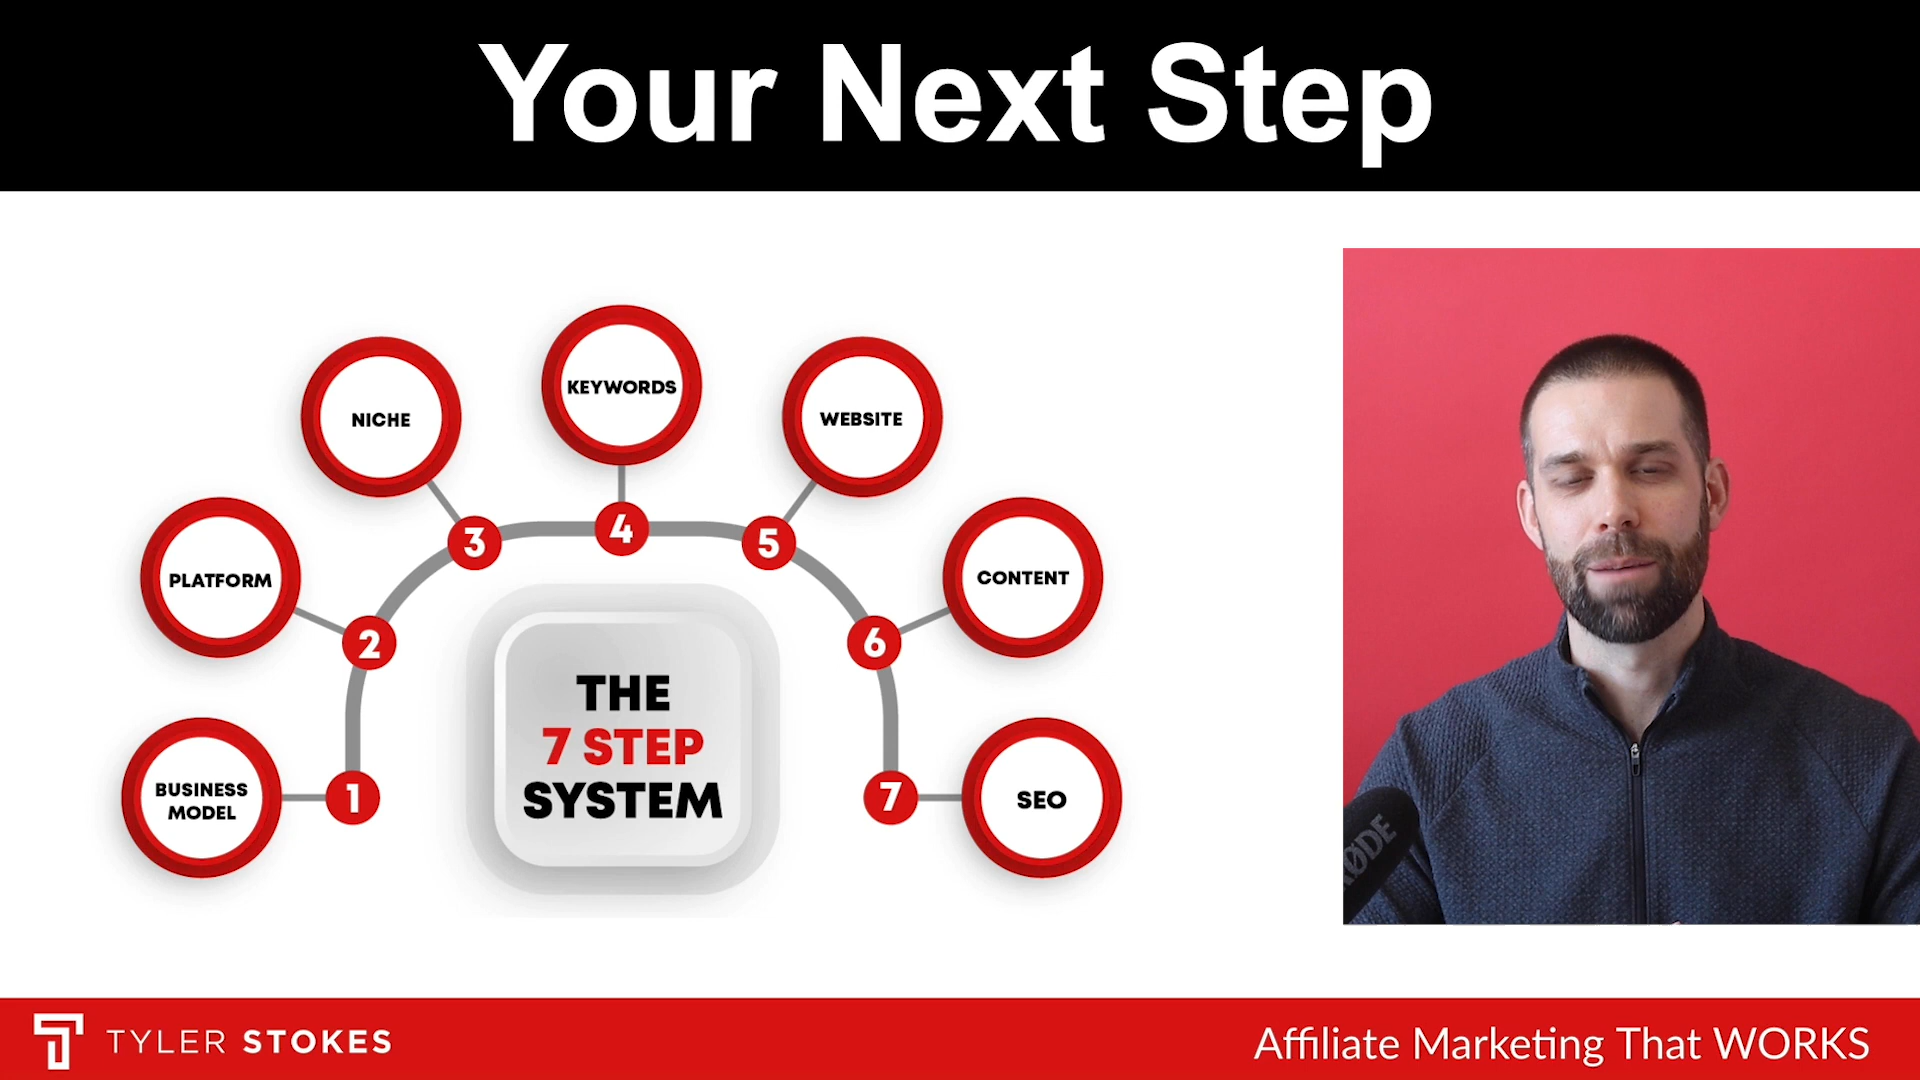 Your Next Step
KEYWORDS
NICHE
WEBSITE
4
3
5
PLATFORM
CONTENT
2
6
THE
7 STEP
SYSTEM
BUSINESS
MODEL
1
7
SEO
RØDE
TYLER STOKES
Affiliate Marketing That WORKS